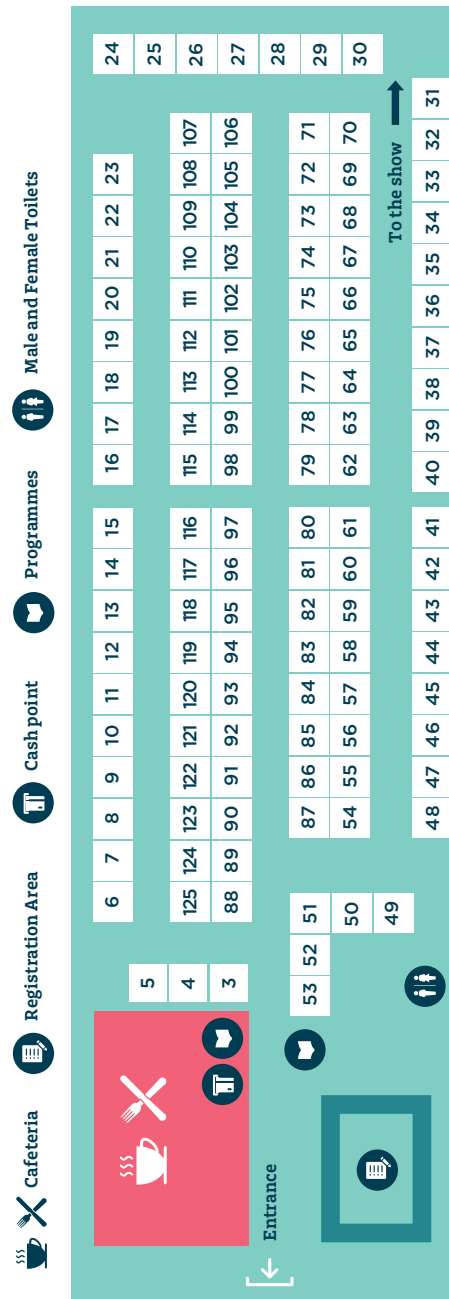 Cafeteria Registration Area Cash point Programmes Male and Female Toilets
6 7 8 9 10 11 12 13 14 15 16 17 18 19 20 21 22 23 24
5 25
4 125 124 123 122 121 120 119 118 117 116 115 114 113 112 111 110 109 108 107 26
3 88 89 90 91 92 93 94 95 96 97 98 99 100 101 102 103 104 105 106 27
Entrance 28
53 52 51 87 86 85 84 83 82 81 80 79 78 77 76 75 74 73 72 71 29
50 54 55 56 57 58 59 60 61 62 63 64 65 66 67 68 69 70 30
49 To the show
48 47 46 45 44 43 42 41 40 39 38 37 36 35 34 33 32 31